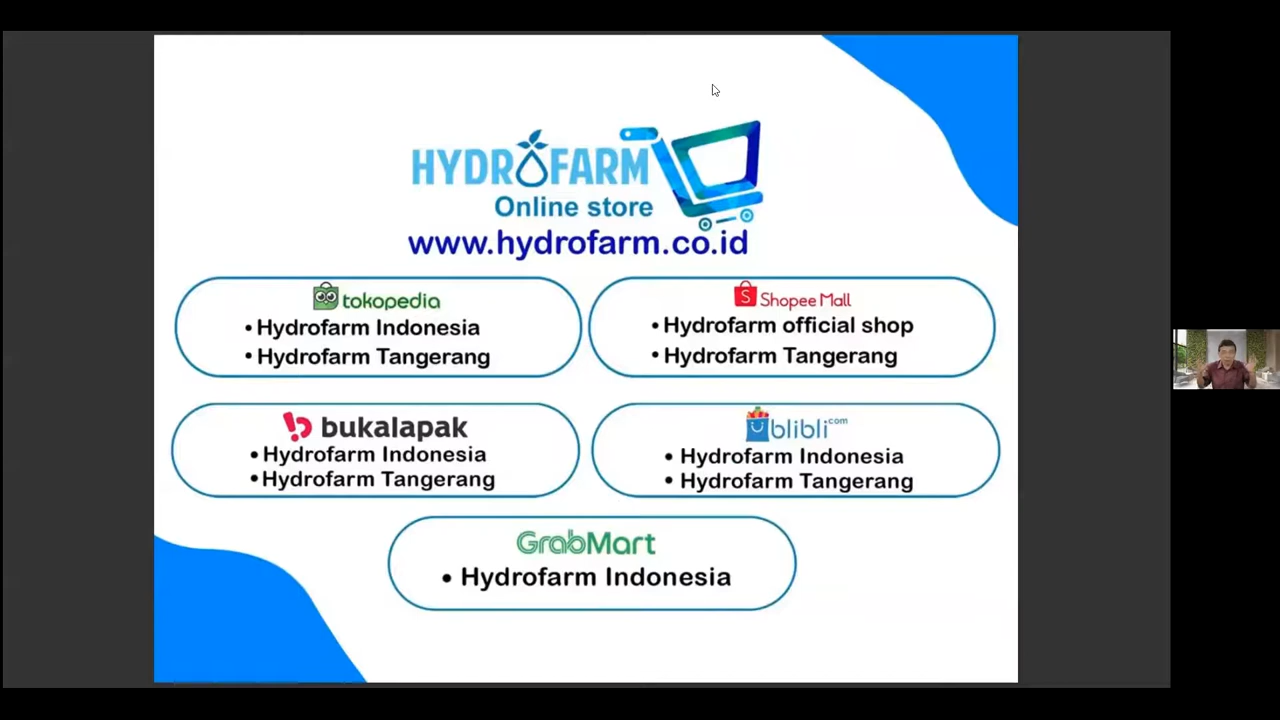 HYDROFARM
Online store
www.hydrofarm.co.id
tokopedia
• Hydrofarm Indonesia
• Hydrofarm Tangerang
Shopee Mall
• Hydrofarm official shop
• Hydrofarm Tangerang
bukalapak
• Hydrofarm Indonesia
• Hydrofarm Tangerang
blibli.com
• Hydrofarm Indonesia
• Hydrofarm Tangerang
GrabMart
• Hydrofarm Indonesia